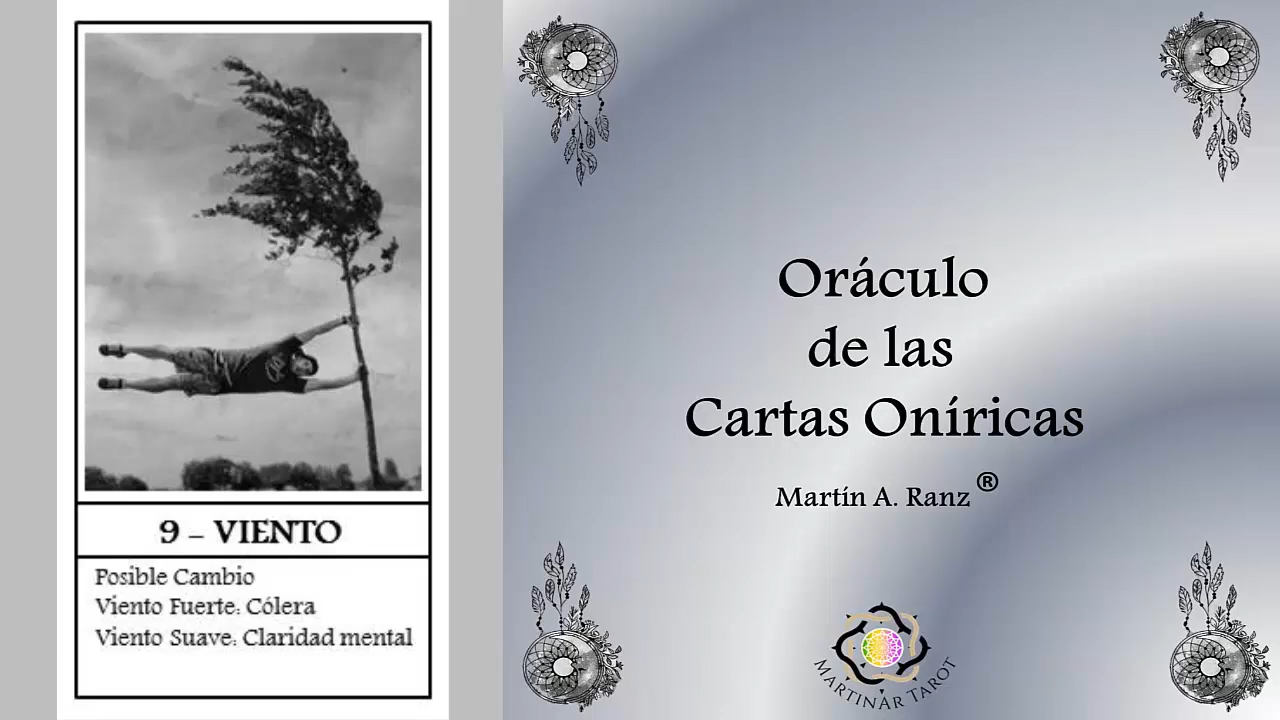 9 – VIENTO
Posible Cambio
Viento Fuerte: Cólera
Viento Suave: Claridad mental
Oráculo
de las
Cartas Oníricas
Martín A. Ranz ®
MARTINAR TAROT